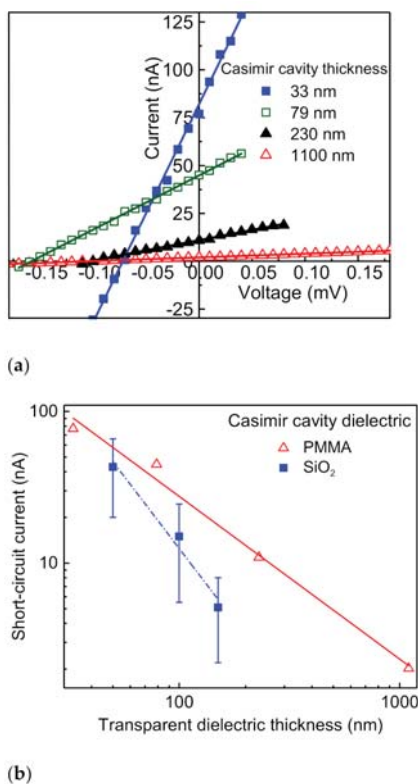 125
100
75
50
25
-25
Current (nA)
Casimir cavity thickness
33 nm
79 nm
230 nm
1100 nm
-0.15 -0.10 -0.05 0.00 0.05 0.10 0.15
Voltage (mV)
(a)
100
10
Short-circuit current (nA)
Casimir cavity dielectric
PMMA
SiO₂
100 1000
Transparent dielectric thickness (nm)
(b)